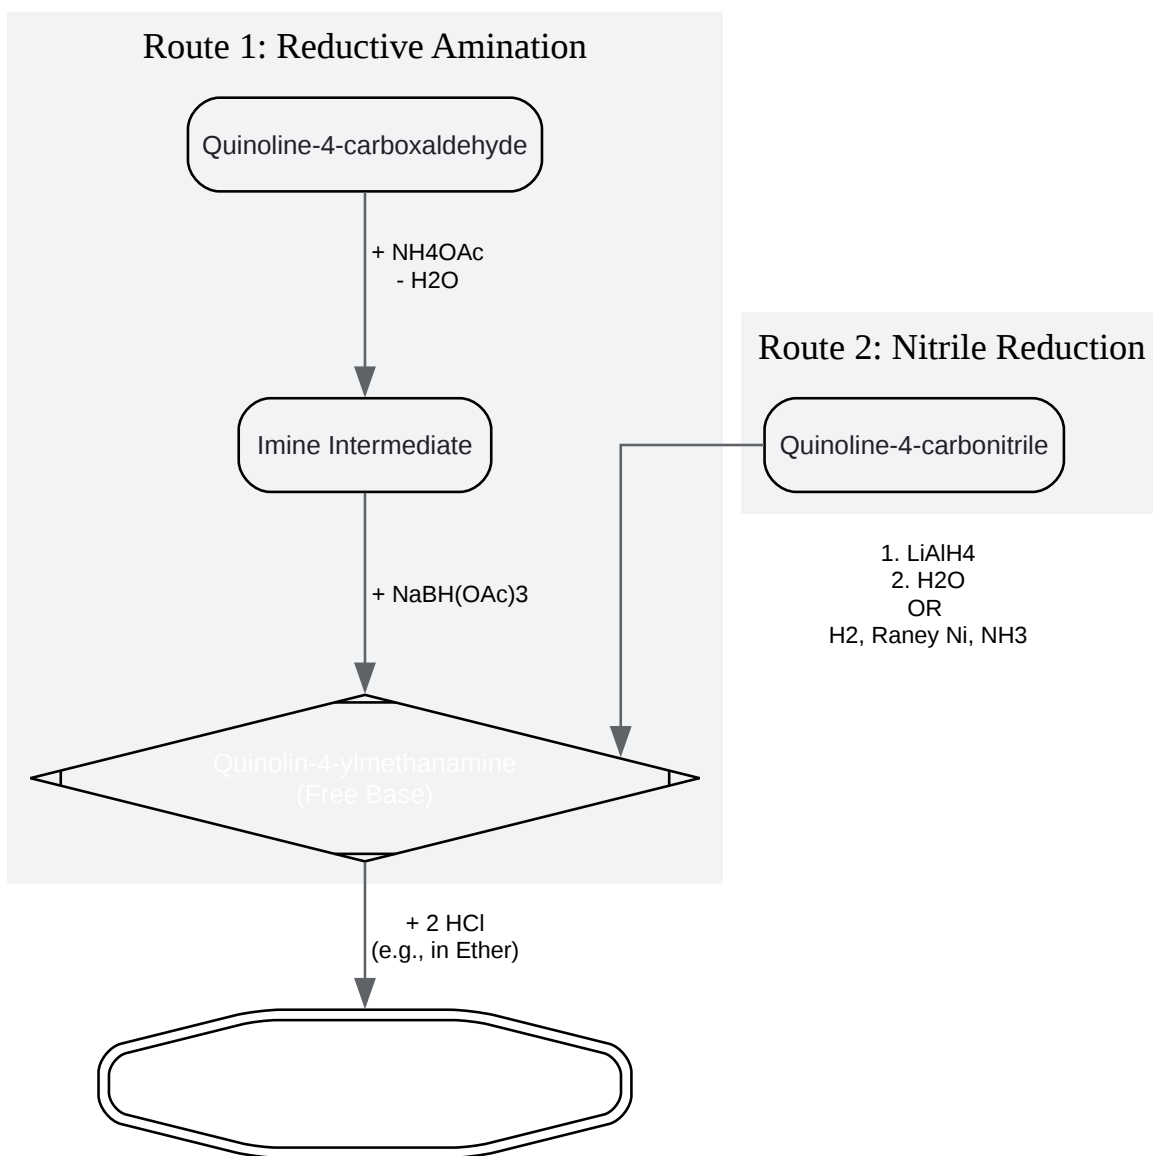 Route 1: Reductive Amination
Quinoline-4-carboxaldehyde
+ NH4OAc
- H2O
Route 2: Nitrile Reduction
Imine Intermediate
Quinoline-4-carbonitrile
1. LiAlH4
2. H2O
OR
H2, Raney Ni, NH3
+ NaBH(OAc)3
Quinolin-4-ylmethanamine
(Free Base)
+ 2 HCl
(e.g., in Ether)